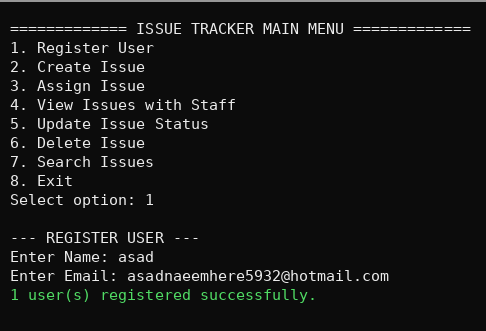 ============= ISSUE TRACKER MAIN MENU =============
1. Register User
2. Create Issue
3. Assign Issue
4. View Issues with Staff
5. Update Issue Status
6. Delete Issue
7. Search Issues
8. Exit
Select option: 1
--- REGISTER USER ---
Enter Name: asad
Enter Email: asadnaeemhere5932@hotmail.com
1 user(s) registered successfully.